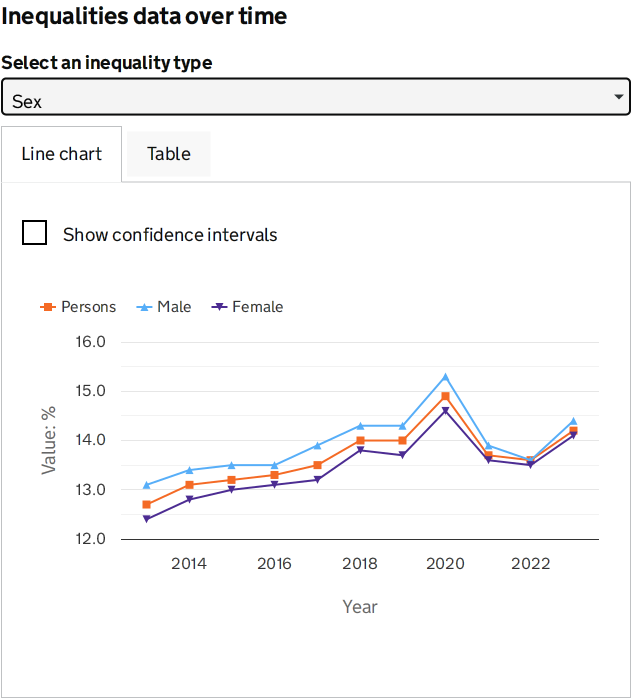 Inequalities data over time
Select an inequality type
Sex
Line chart
Table
Show confidence intervals
Persons Male Female
16.0
15.0
14.0
13.0
12.0
Value: %
2014 2016 2018 2020 2022
Year